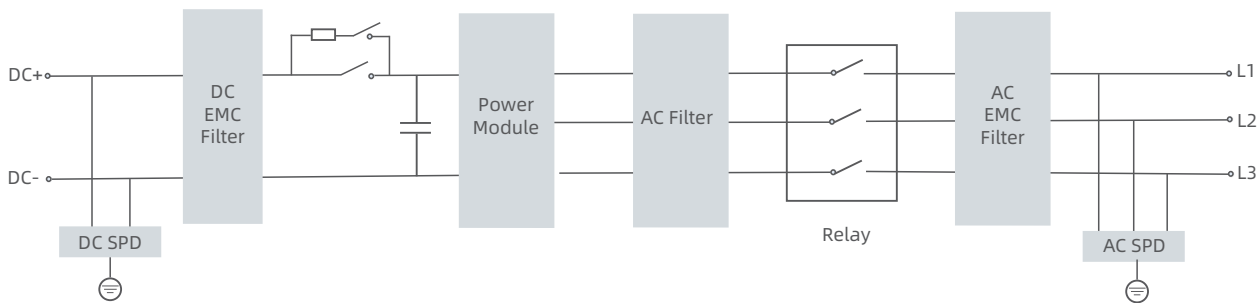 DC+
DC-
DC
EMC
Filter
DC SPD
Power
Module
AC Filter
Relay
AC
EMC
Filter
L1
L2
L3
AC SPD